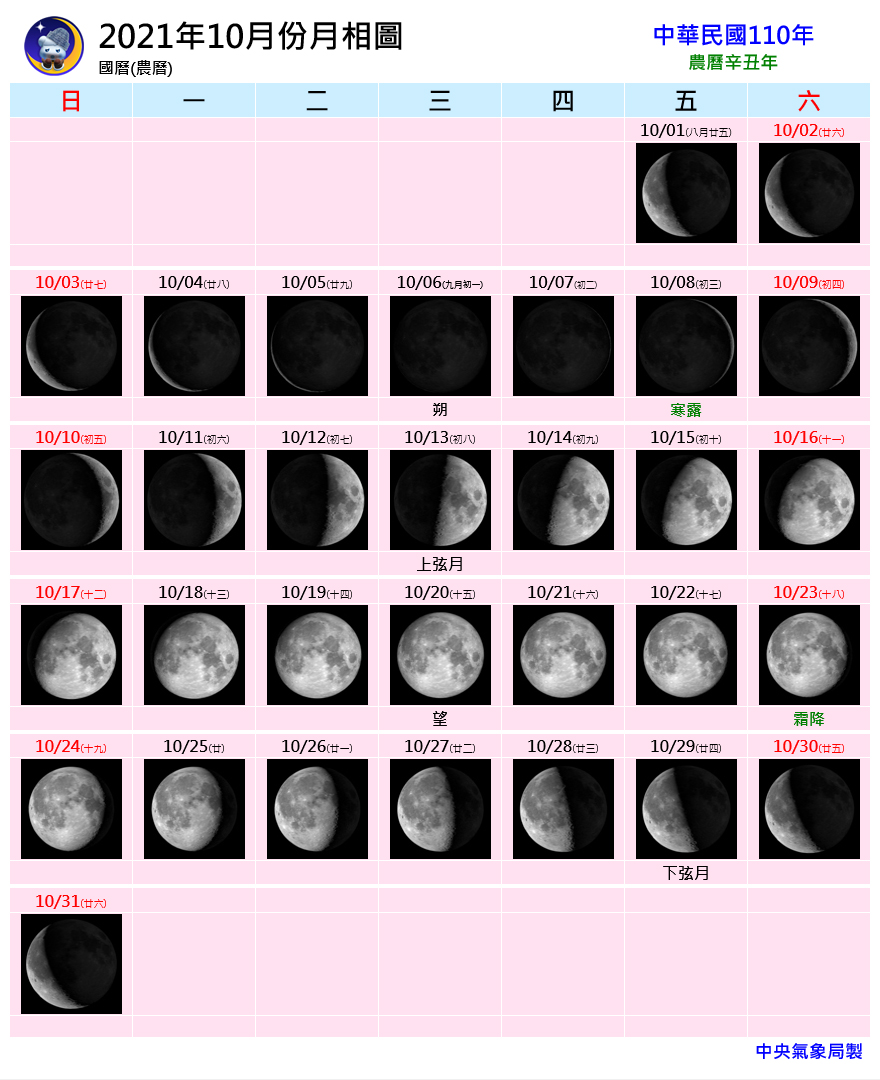 2021年10月份月相圖
國曆(農曆)
中華民國110年
農曆辛丑年
日 一 二 三 四 五 六
10/01(八月廿五) 10/02(廿六)
10/03(廿七) 10/04(廿八) 10/05(廿九) 10/06(九月初一) 10/07(初二) 10/08(初三) 10/09(初四)
朔 寒露
10/10(初五) 10/11(初六) 10/12(初七) 10/13(初八) 10/14(初九) 10/15(初十) 10/16(十一)
上弦月
10/17(十二) 10/18(十三) 10/19(十四) 10/20(十五) 10/21(十六) 10/22(十七) 10/23(十八)
望 霜降
10/24(十九) 10/25(廿) 10/26(廿一) 10/27(廿二) 10/28(廿三) 10/29(廿四) 10/30(廿五)
下弦月
10/31(廿六)
中央氣象局製